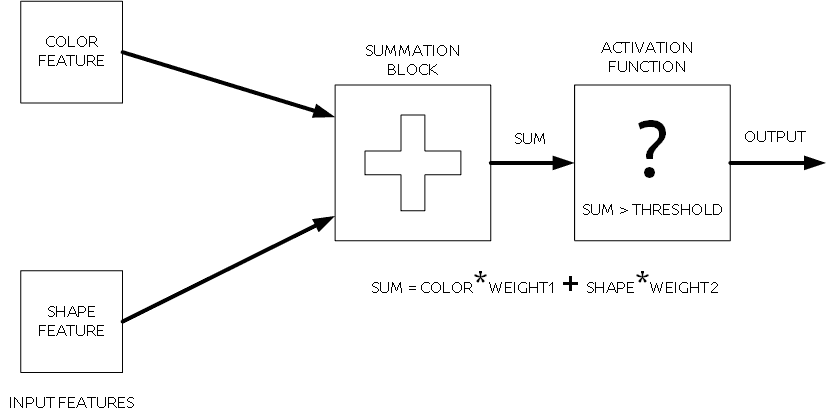 COLOR
FEATURE
SUMMATION
BLOCK
ACTIVATION
FUNCTION
SUM
?
SUM > THRESHOLD
OUTPUT
SUM = COLOR*WEIGHT1 + SHAPE*WEIGHT2
SHAPE
FEATURE
INPUT FEATURES